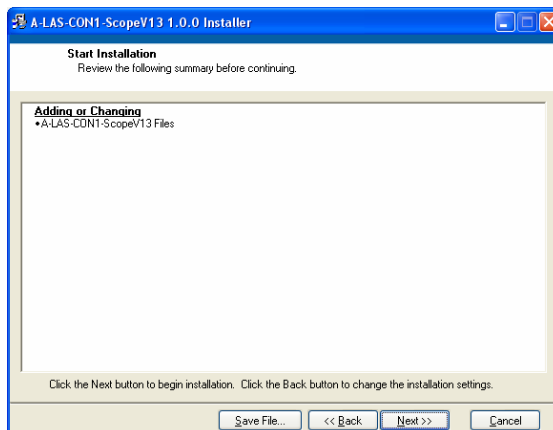 A-LAS-CON1-ScopeV13 1.0.0 Installer
Start Installation
Review the following summary before continuing.
Adding or Changing
•A-LAS-CON1-ScopeV13 Files
Click the Next button to begin installation. Click the Back button to change the installation settings.
Save File... << Back Next >> Cancel